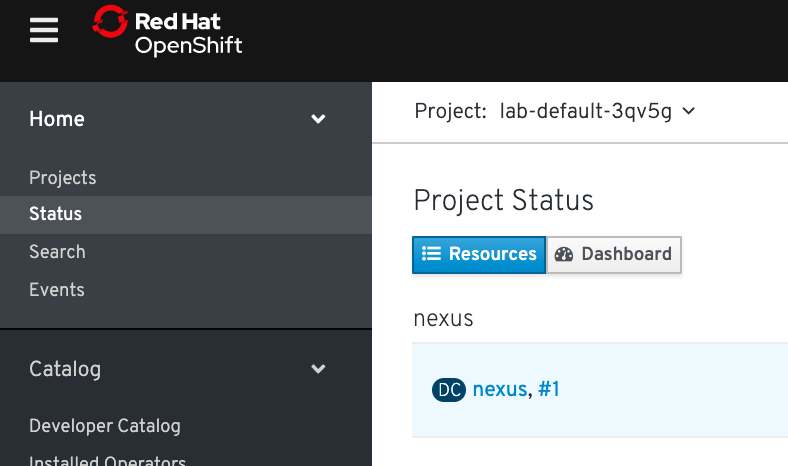 Red Hat
OpenShift
Home
Projects
Status
Search
Events
Catalog
Developer Catalog
Installed Operators
Project: lab-default-3qv5g
Project Status
Resources
Dashboard
nexus
DC nexus, #1